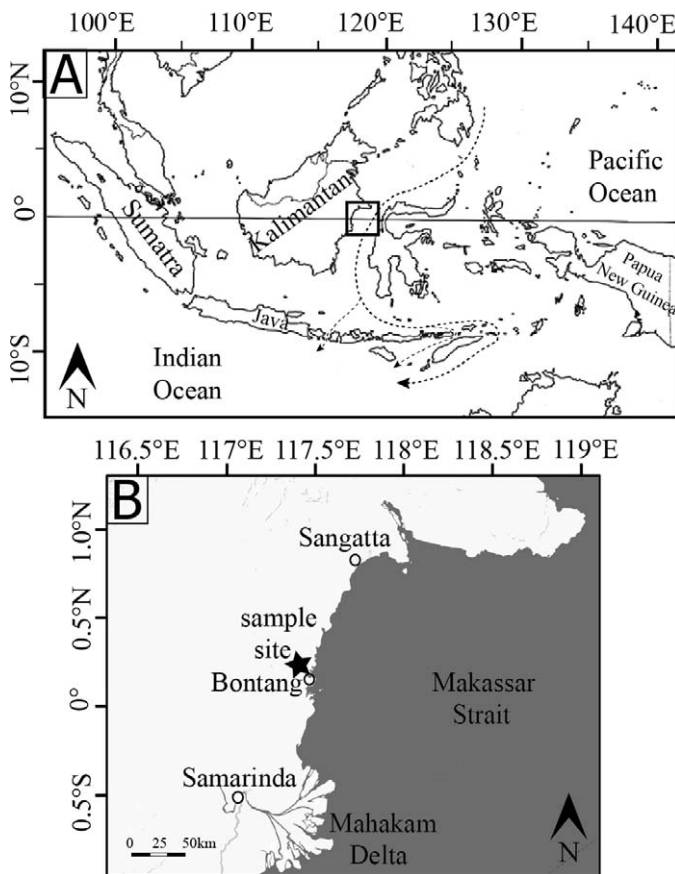 100°E 110°E 120°E 130°E 140°E
A
10°N
0°
10°S
Pacific
Ocean
Kalimantan
Sumatra
Papua
New Guinea
Java
Indian
Ocean
N
116.5°E 117°E 117.5°E 118°E 118.5°E 119°E
B
1.0°N
0.5°N
0°
0.5°S
Sangatta
sample
site
Bontang
Makassar
Strait
Samarinda
0 25 50km
Mahakam
Delta
N